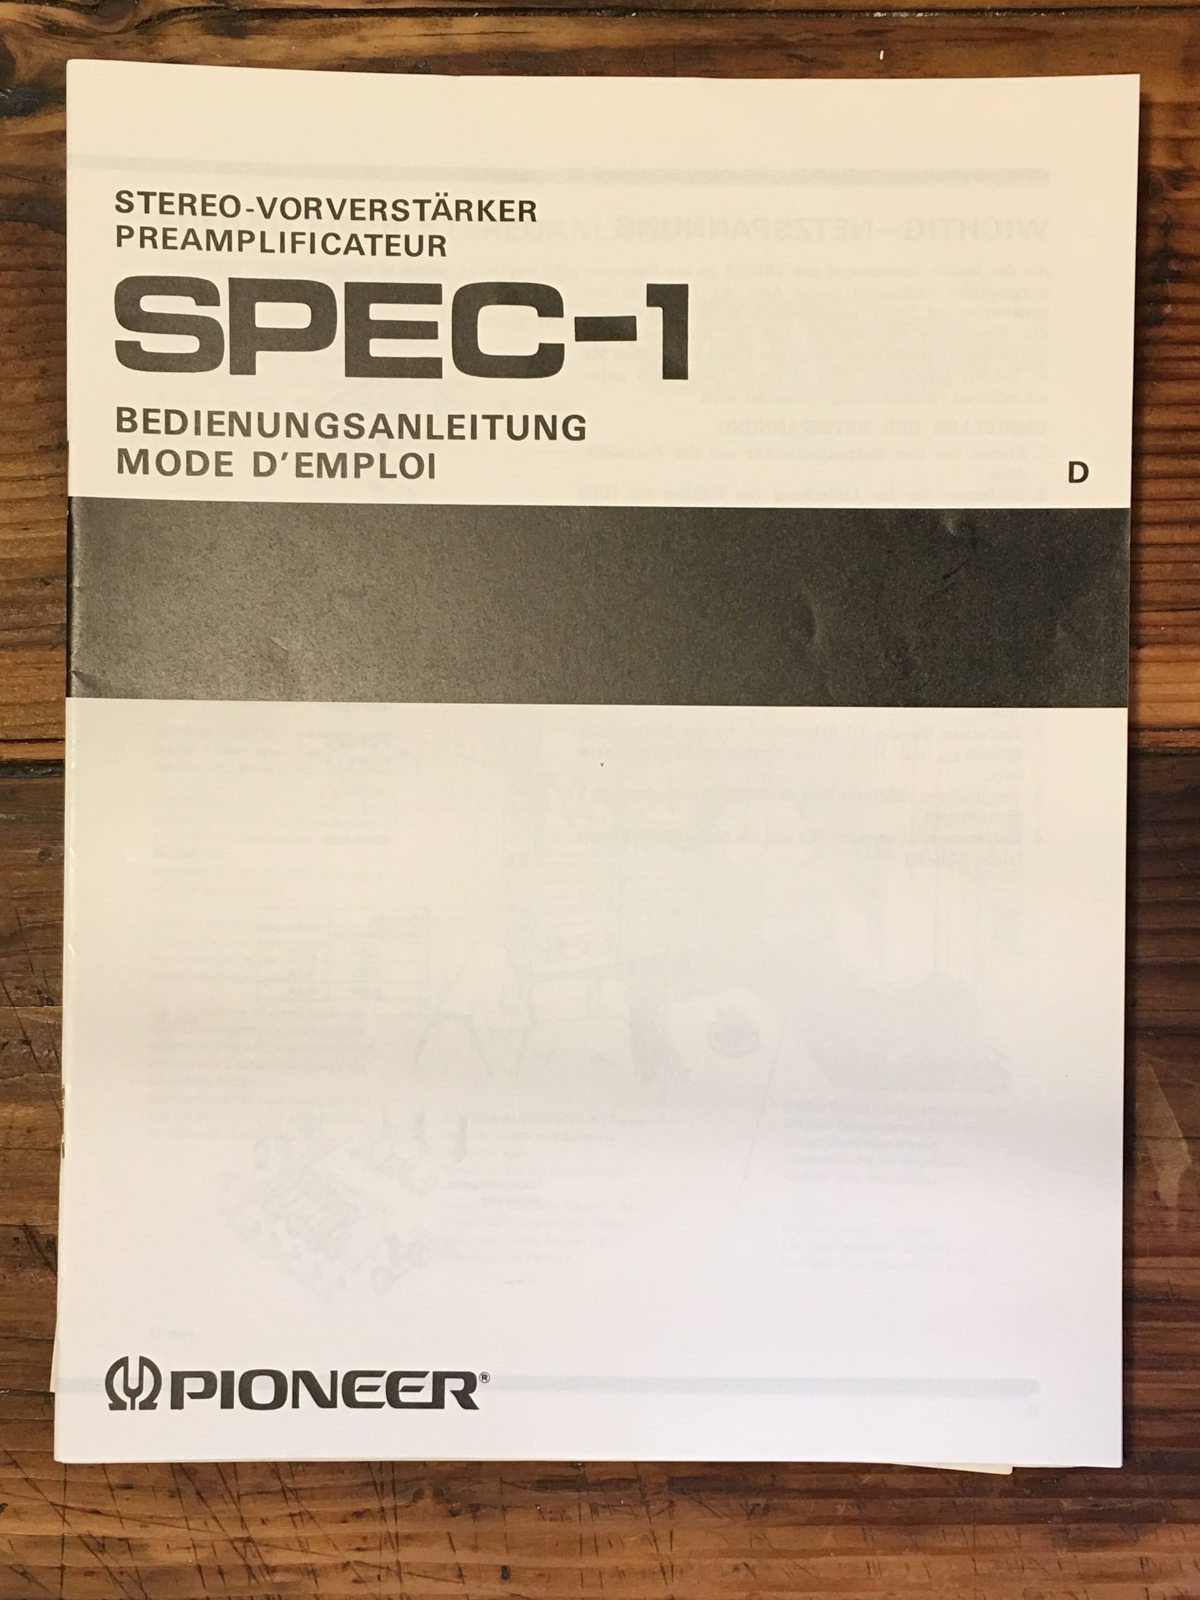 STEREO-VORVERSTÄRKER
PREAMPLIFICATEUR
SPEC-1
BEDIENUNGSANLEITUNG
MODE D'EMPLOI
D
PIONEER®